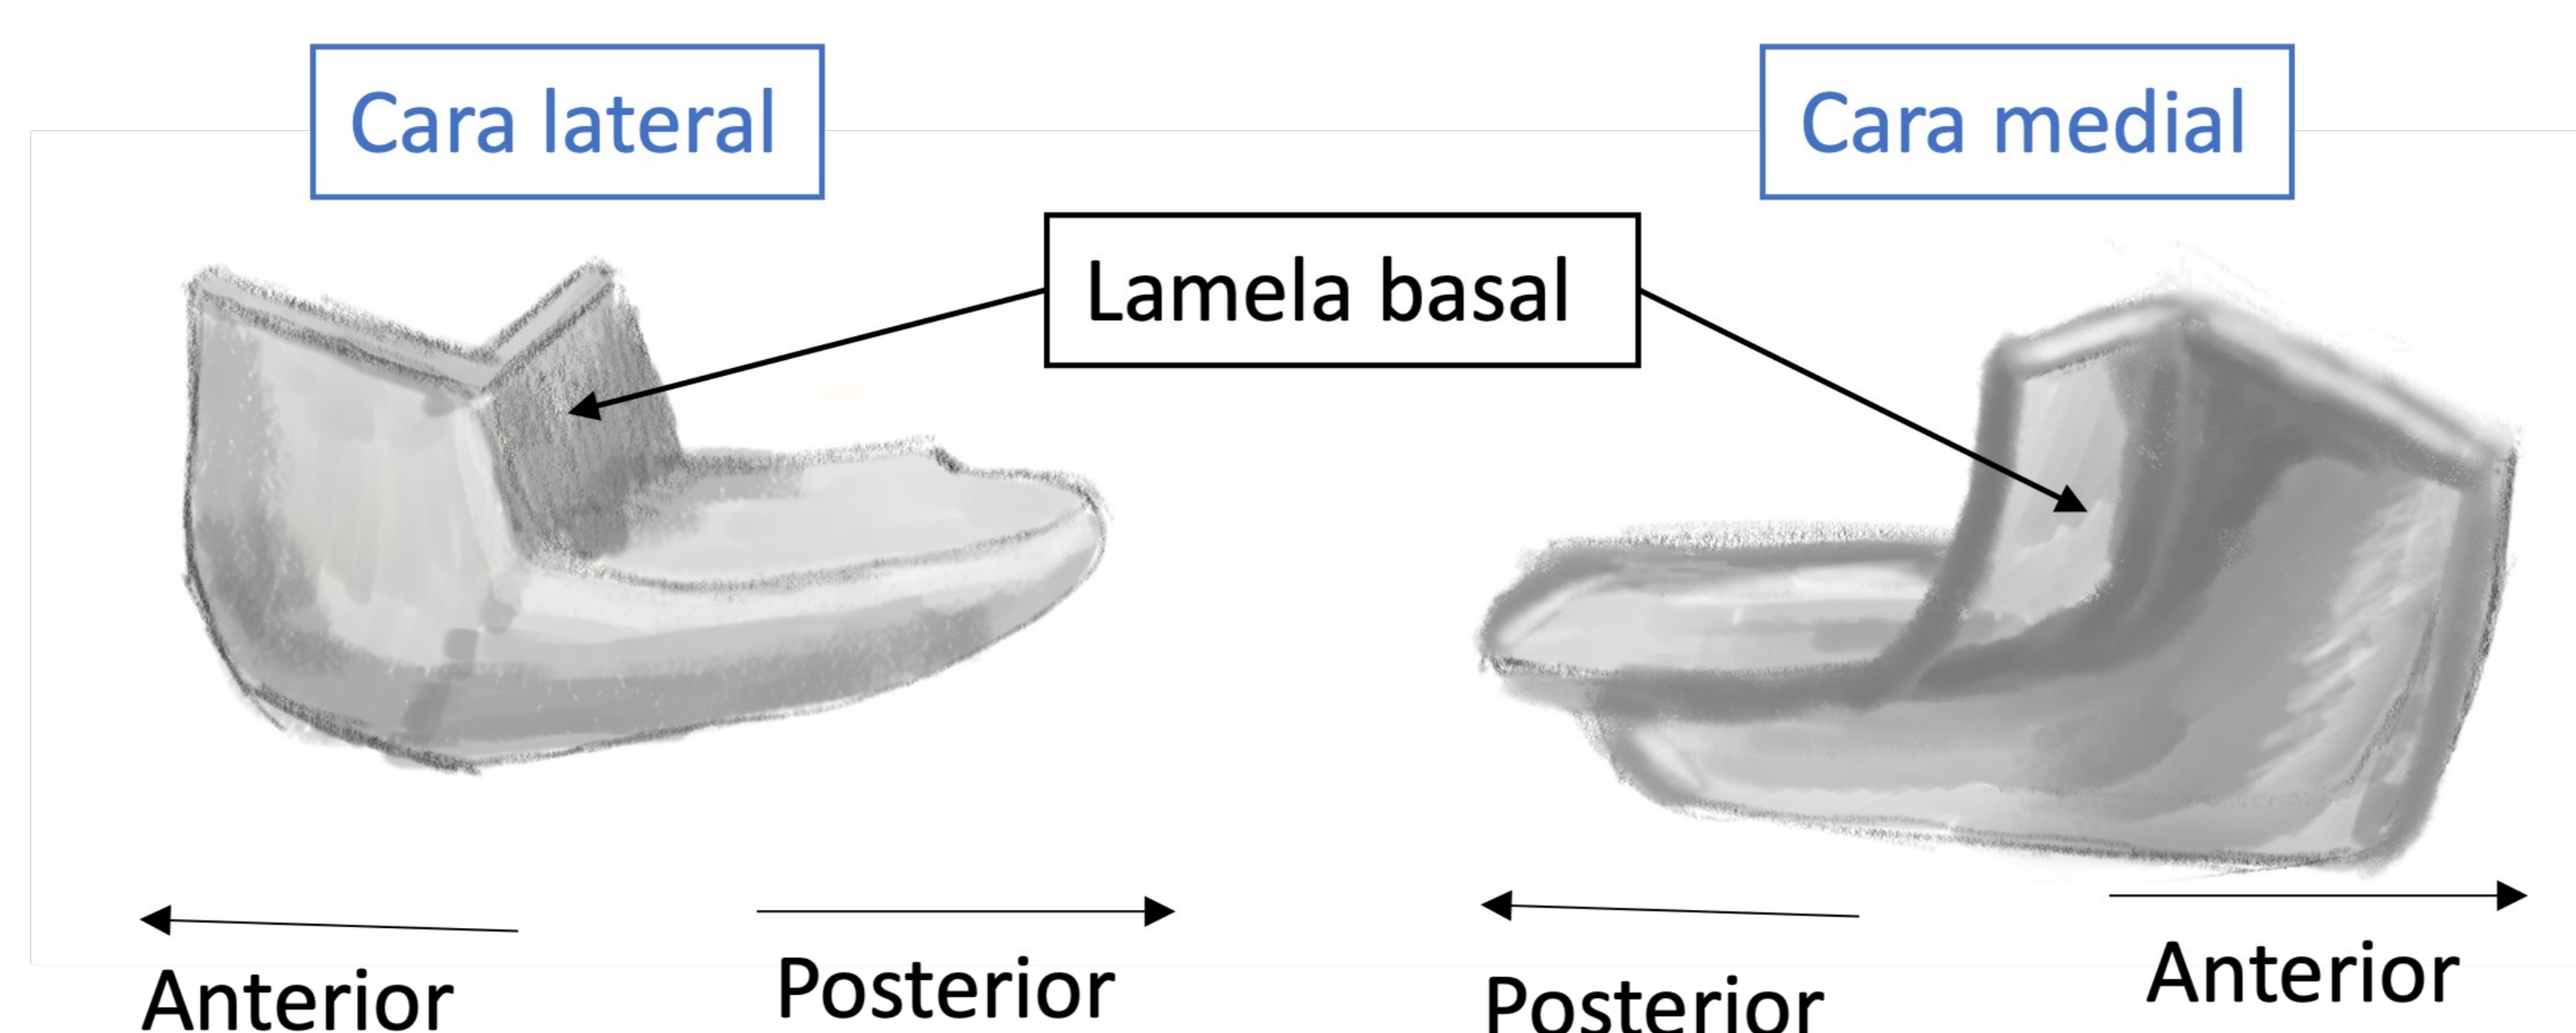 Cara lateral
Cara medial
Lamela basal
Anterior
Posterior
Posterior
Anterior